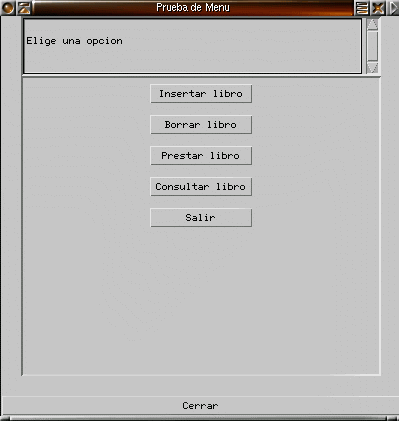 Prueba de Menu
Elige una opcion
Insertar libro
Borrar libro
Prestar libro
Consultar libro
Salir
Cerrar